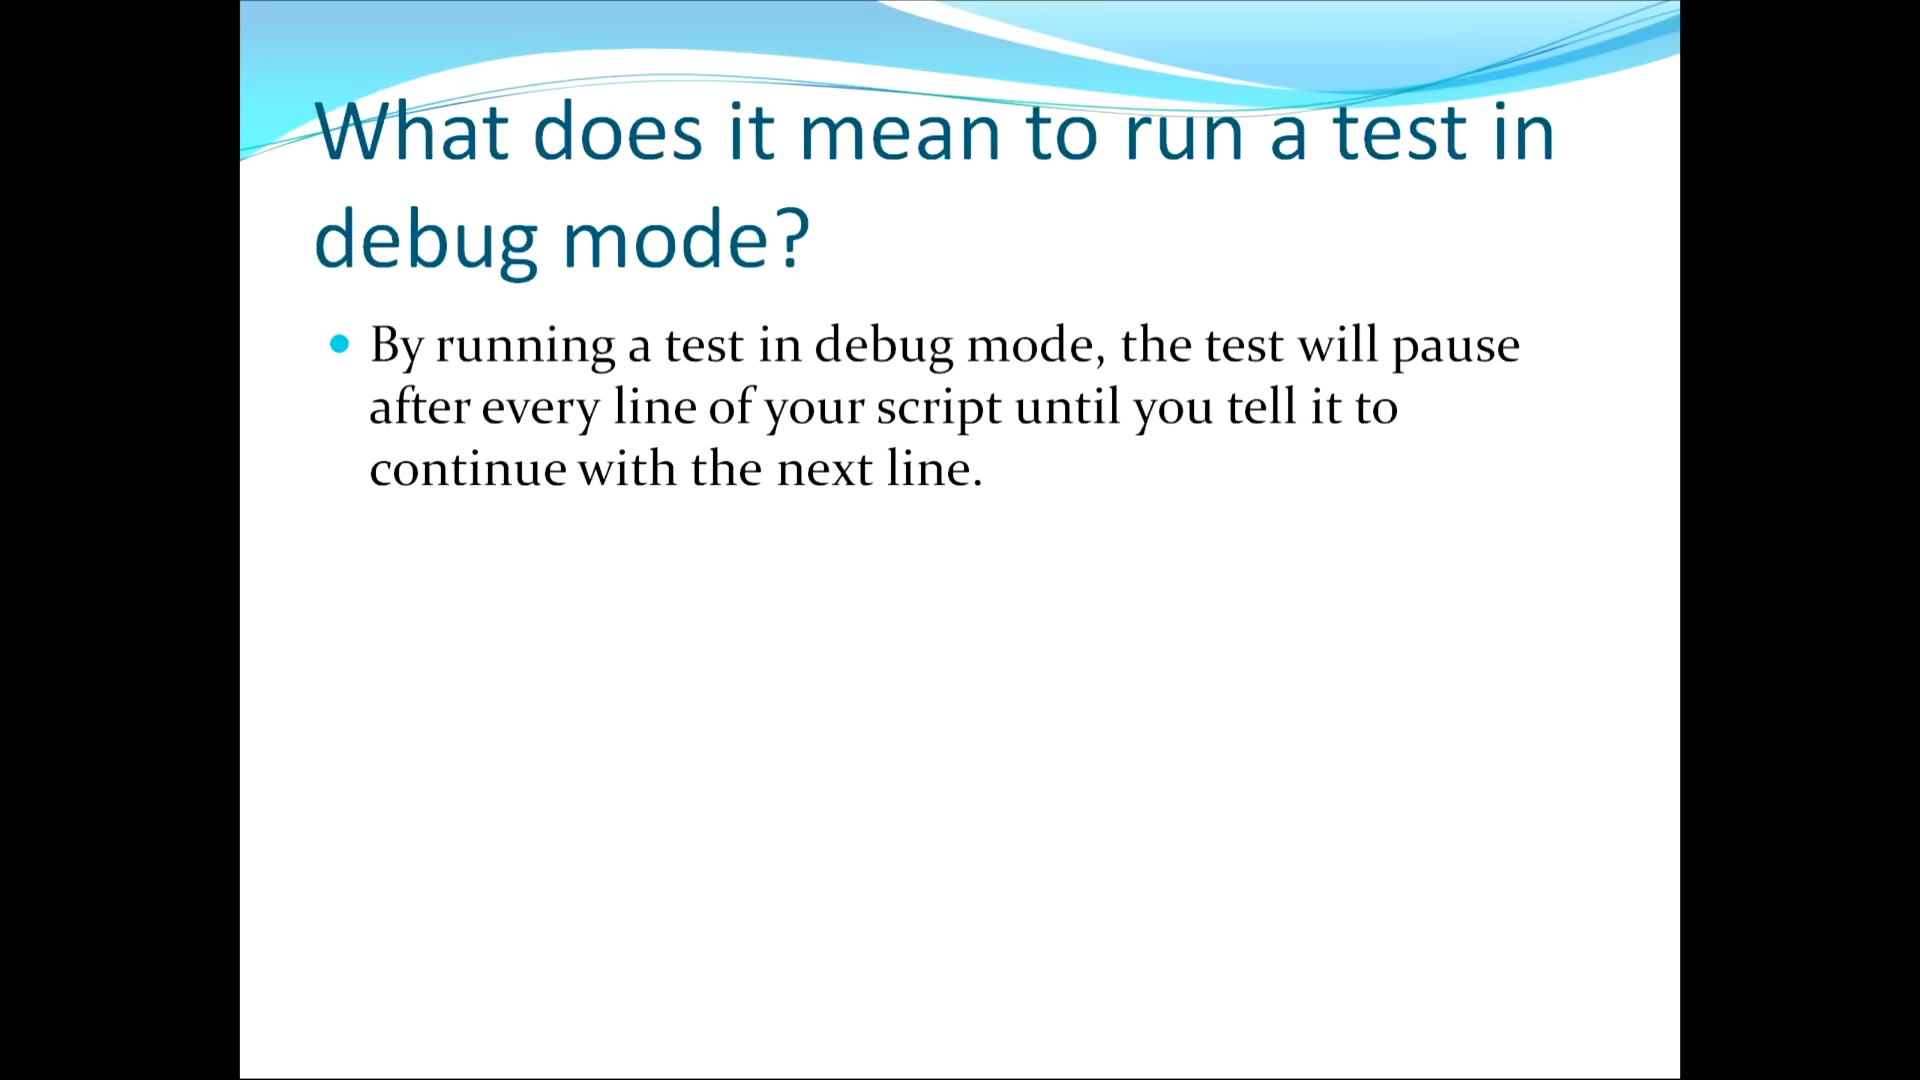 What does it mean to run a test in
debug mode?
By running a test in debug mode, the test will pause
after every line of your script until you tell it to
continue with the next line.